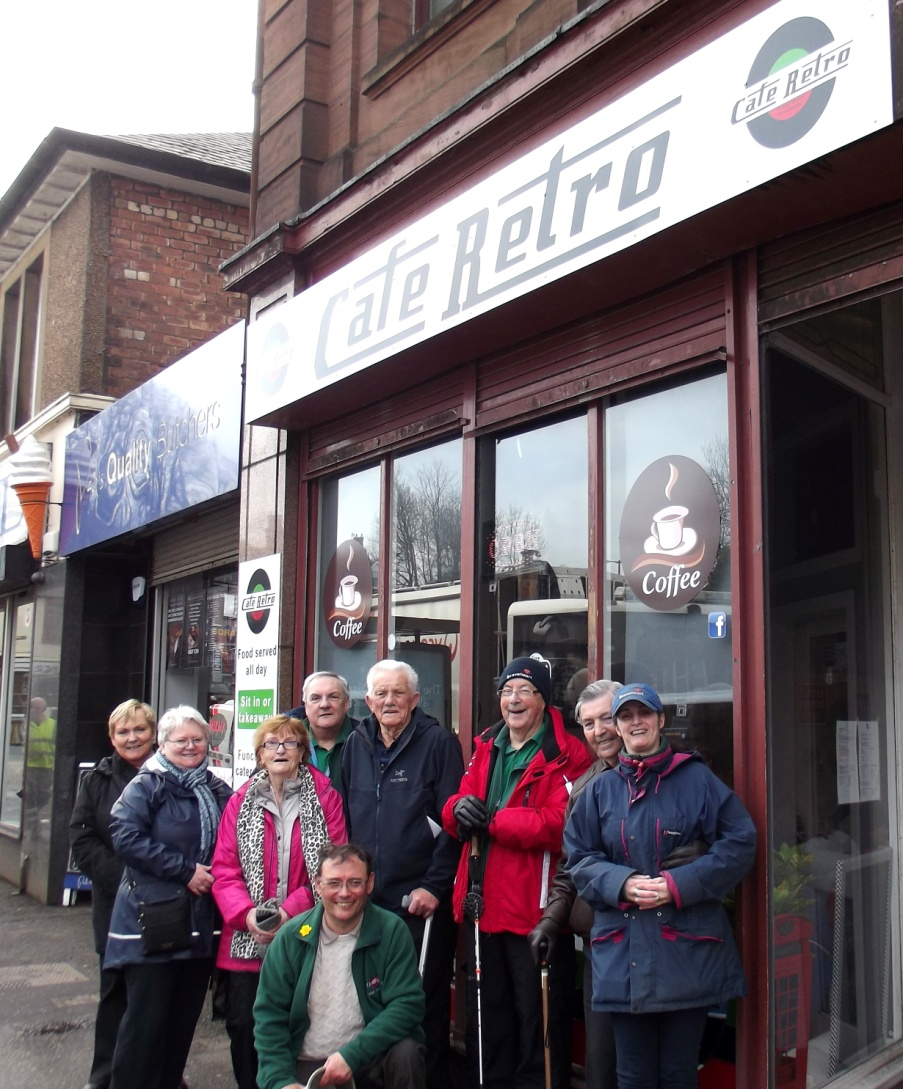 Cafe Retro
Cafe Retro
Quality Butchers
Coffee
Coffee
f
Cafe Retro
Food served
all day
Sit in or
takeaway